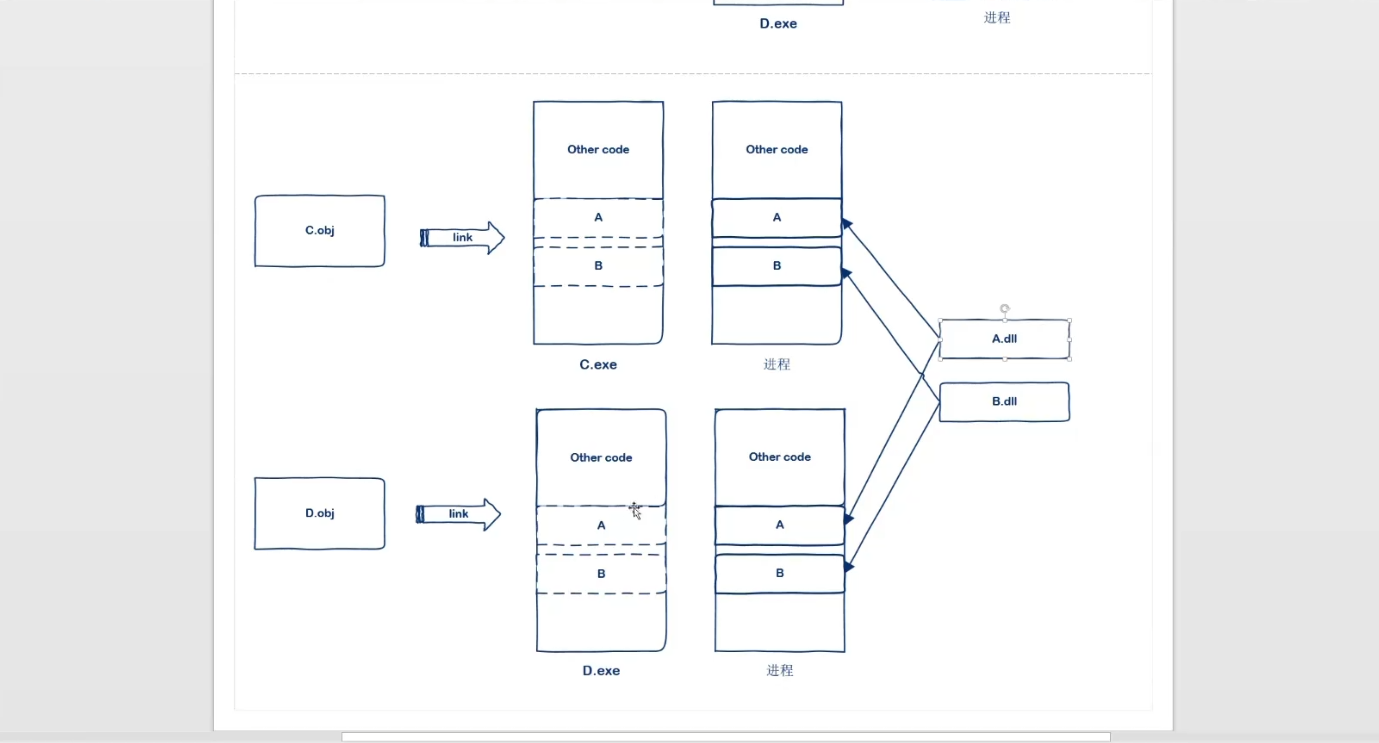 D.exe
进程
Other code
Other code
A
A
C.obj
link
B
B
A.dll
C.exe
进程
B.dll
Other code
Other code
D.obj
link
A
A
B
B
D.exe
进程